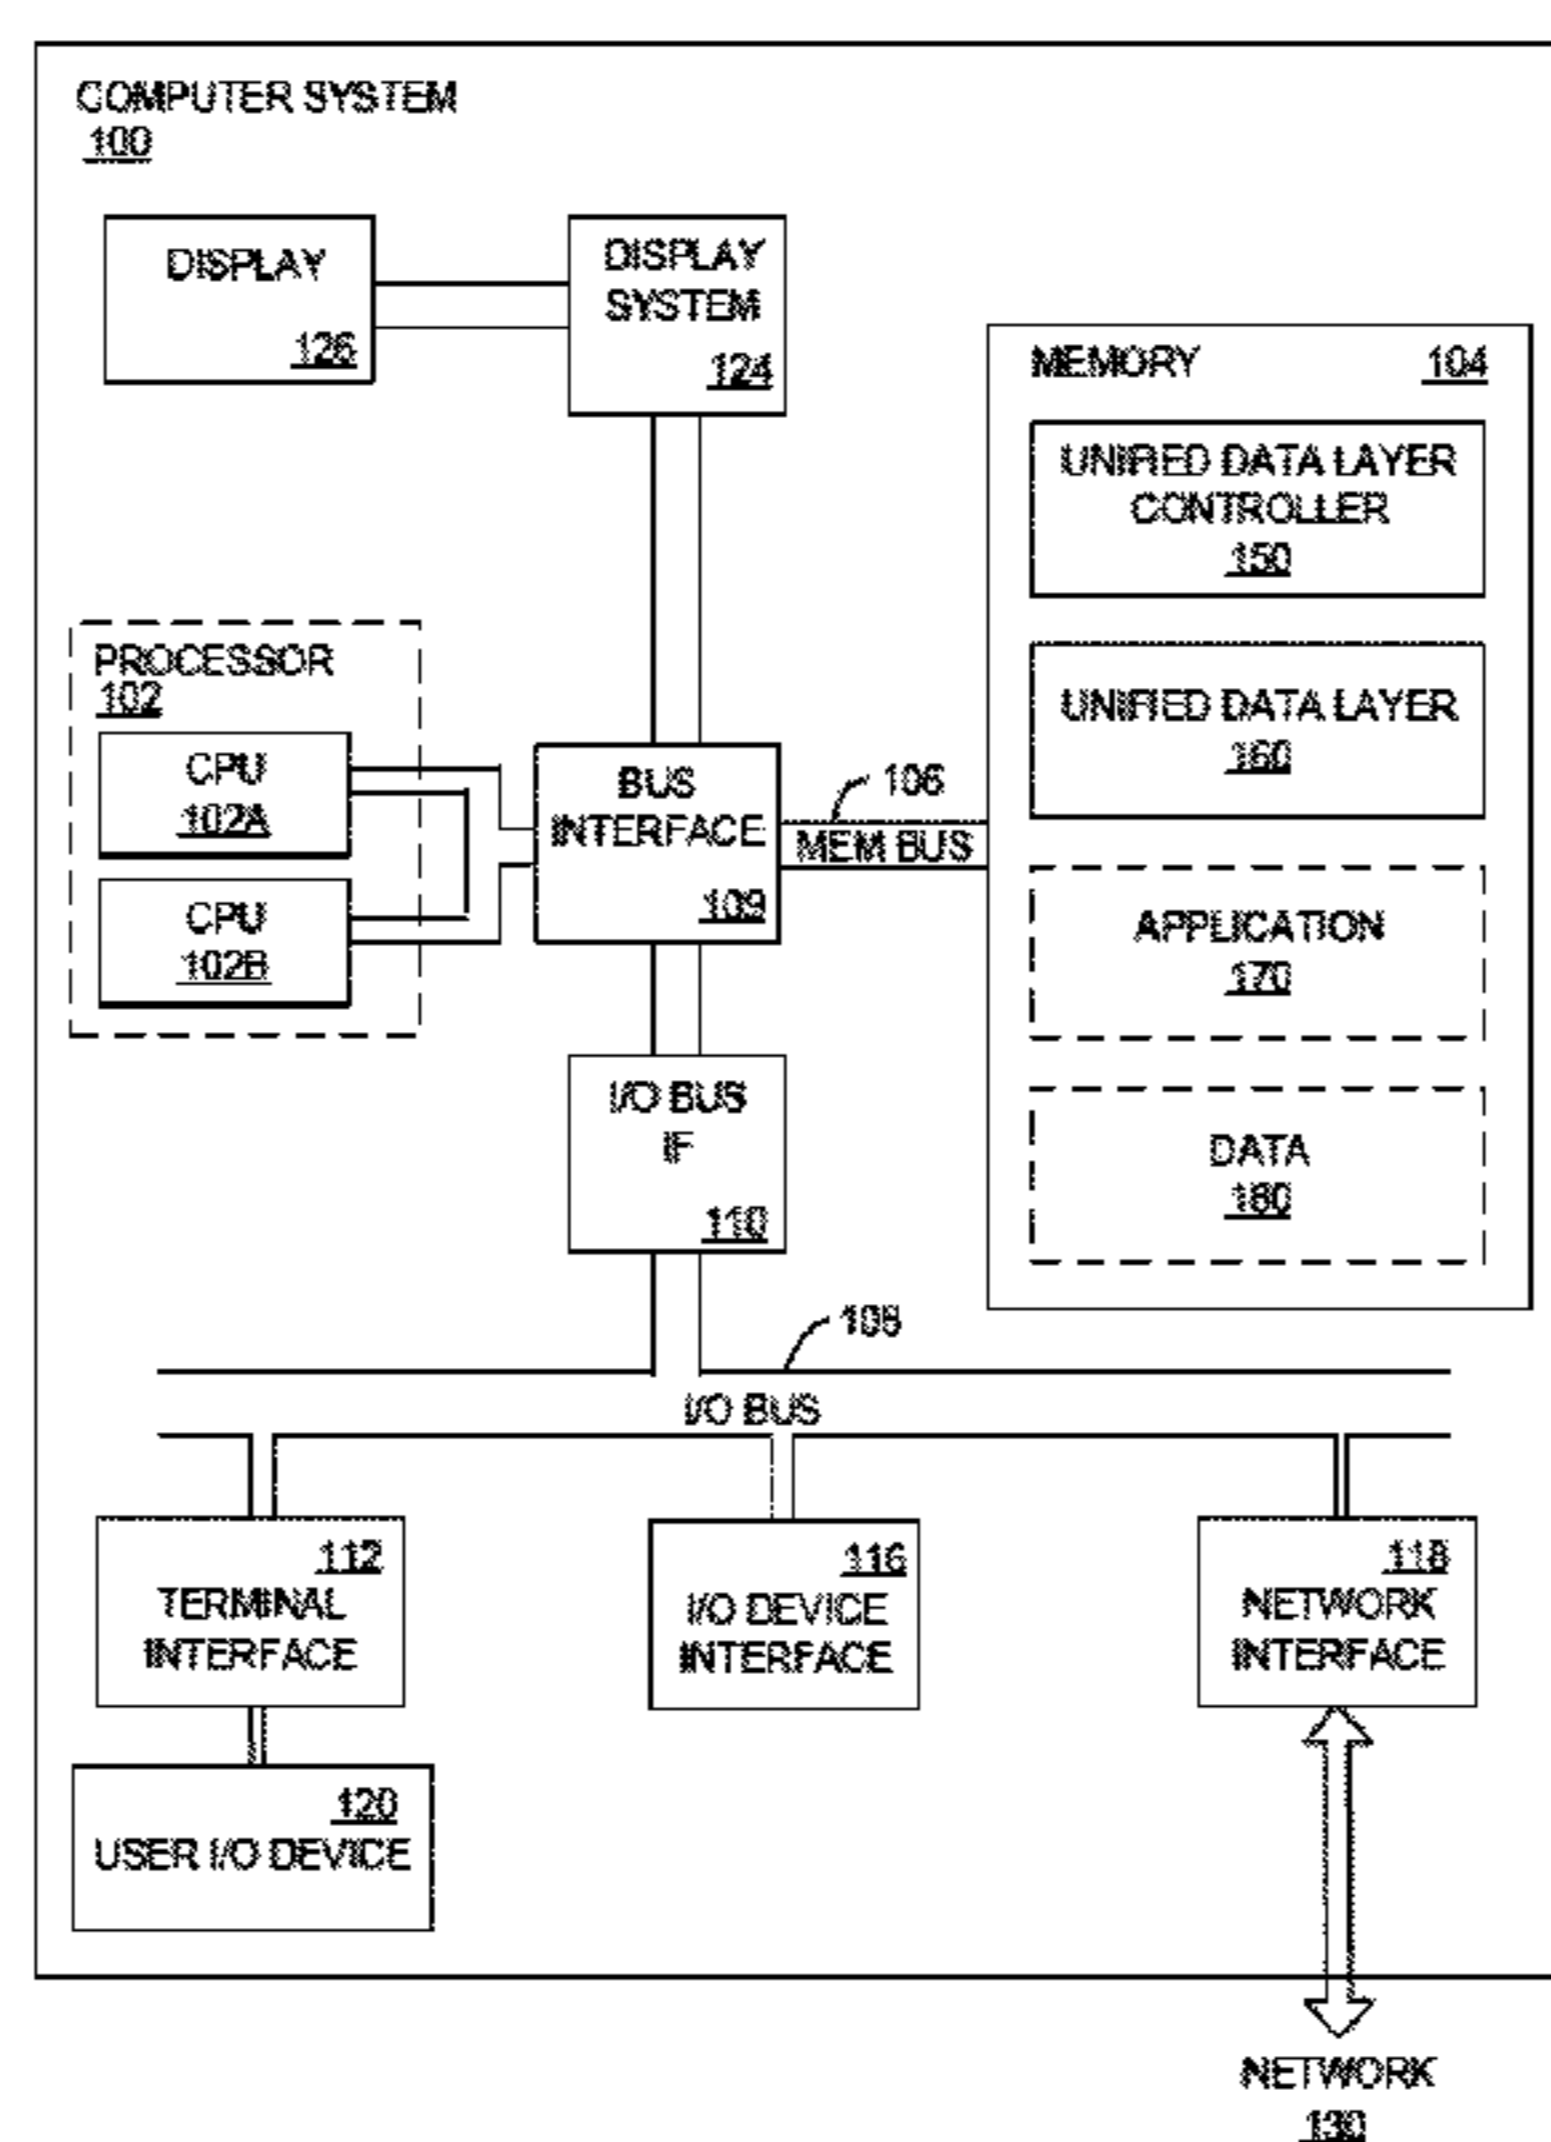 COMPUTER SYSTEM
100
DISPLAY
126
DISPLAY
SYSTEM
124
MEMORY 104
UNIFIED DATA LAYER
CONTROLLER
150
UNIFIED DATA LAYER
160
APPLICATION
170
DATA
180
PROCESSOR
102
CPU
102A
CPU
102B
BUS
INTERFACE
109
106
MEM BUS
I/O BUS
IF
110
108
I/O BUS
112
TERMINAL
INTERFACE
116
I/O DEVICE
INTERFACE
118
NETWORK
INTERFACE
120
USER I/O DEVICE
NETWORK
130